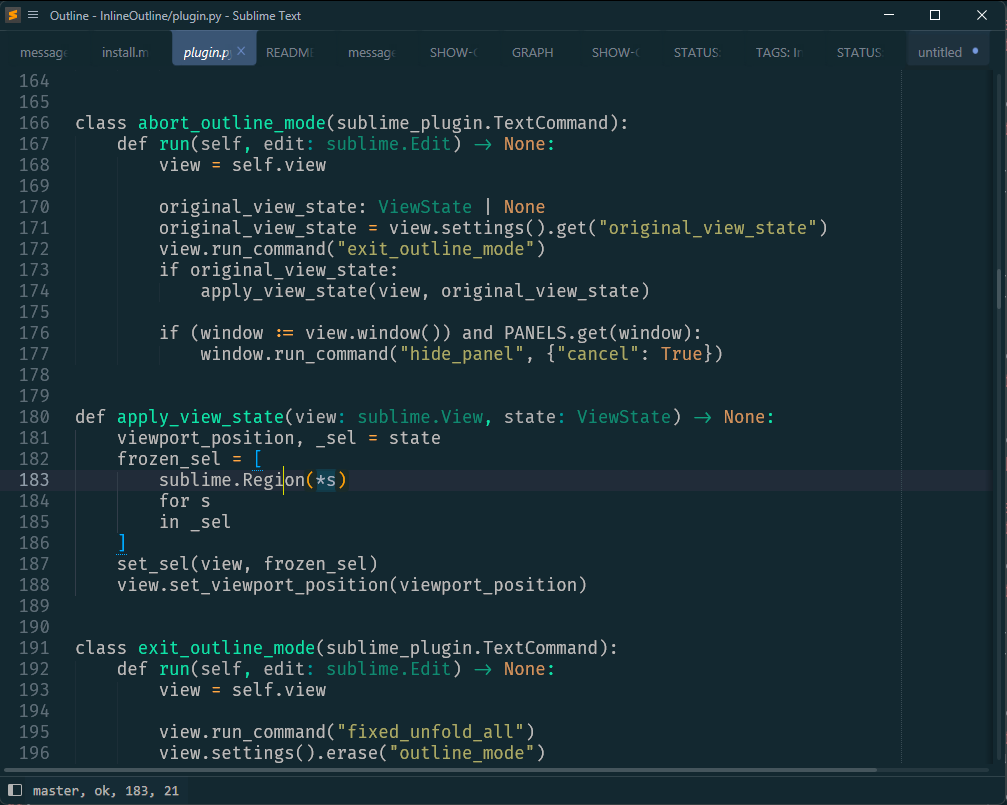 Outline - InlineOutline/plugin.py - Sublime Text
message install.m plugin.p README message SHOW- GRAPH SHOW- STATUS: TAGS: In STATUS: untitled
164
165
166 class abort_outline_mode(sublime_plugin.TextCommand):
167     def run(self, edit: sublime.Edit) -> None:
168         view = self.view
169
170         original_view_state: ViewState | None
171         original_view_state = view.settings().get("original_view_state")
172         view.run_command("exit_outline_mode")
173         if original_view_state:
174             apply_view_state(view, original_view_state)
175
176         if (window := view.window()) and PANELS.get(window):
177             window.run_command("hide_panel", {"cancel": True})
178
179
180 def apply_view_state(view: sublime.View, state: ViewState) -> None:
181     viewport_position, _sel = state
182     frozen_sel = [
183         sublime.Region(*s)
184         for s
185         in _sel
186     ]
187     set_sel(view, frozen_sel)
188     view.set_viewport_position(viewport_position)
189
190
191 class exit_outline_mode(sublime_plugin.TextCommand):
192     def run(self, edit: sublime.Edit) -> None:
193         view = self.view
194
195         view.run_command("fixed_unfold_all")
196         view.settings().erase("outline_mode")
master, ok, 183, 21